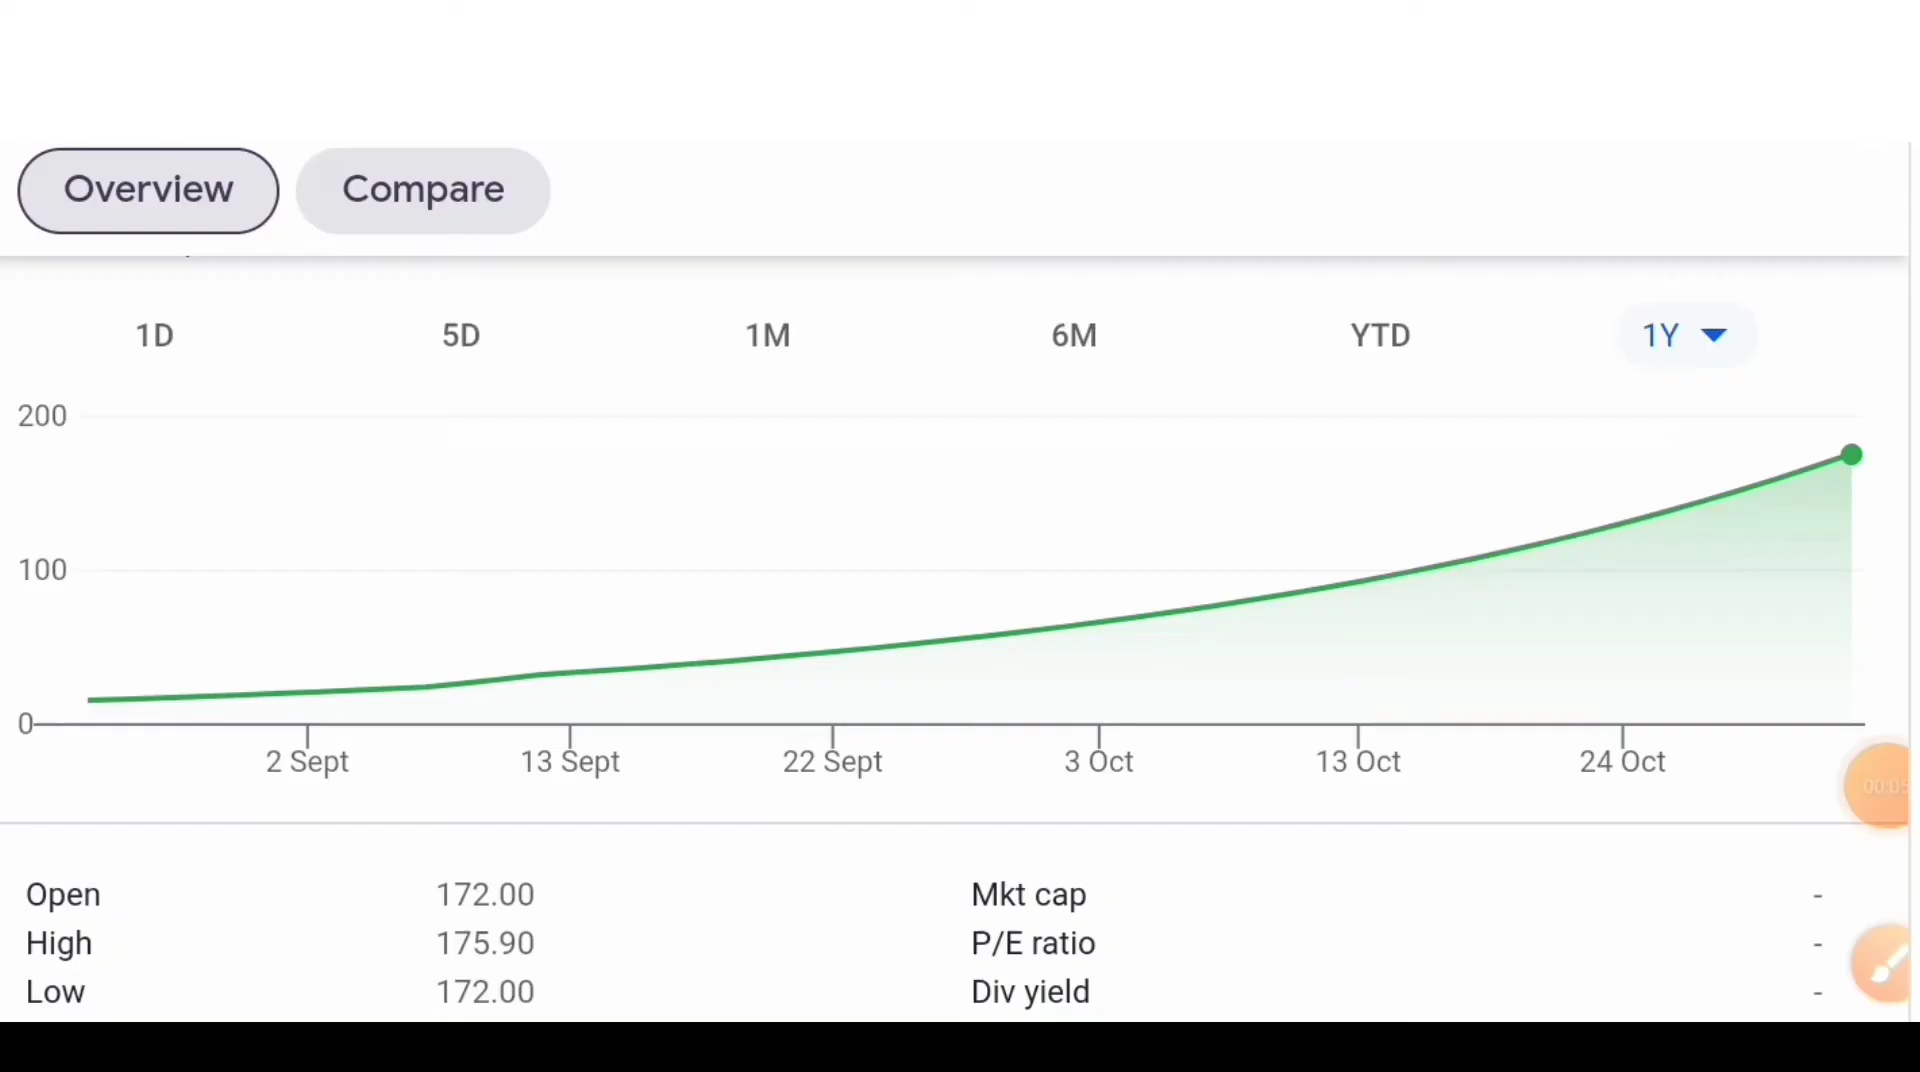 Overview Compare
1D 5D 1M 6M YTD 1Y
200
100
0
2 Sept 13 Sept 22 Sept 3 Oct 13 Oct 24 Oct
Open 172.00 Mkt cap -
High 175.90 P/E ratio -
Low 172.00 Div yield -